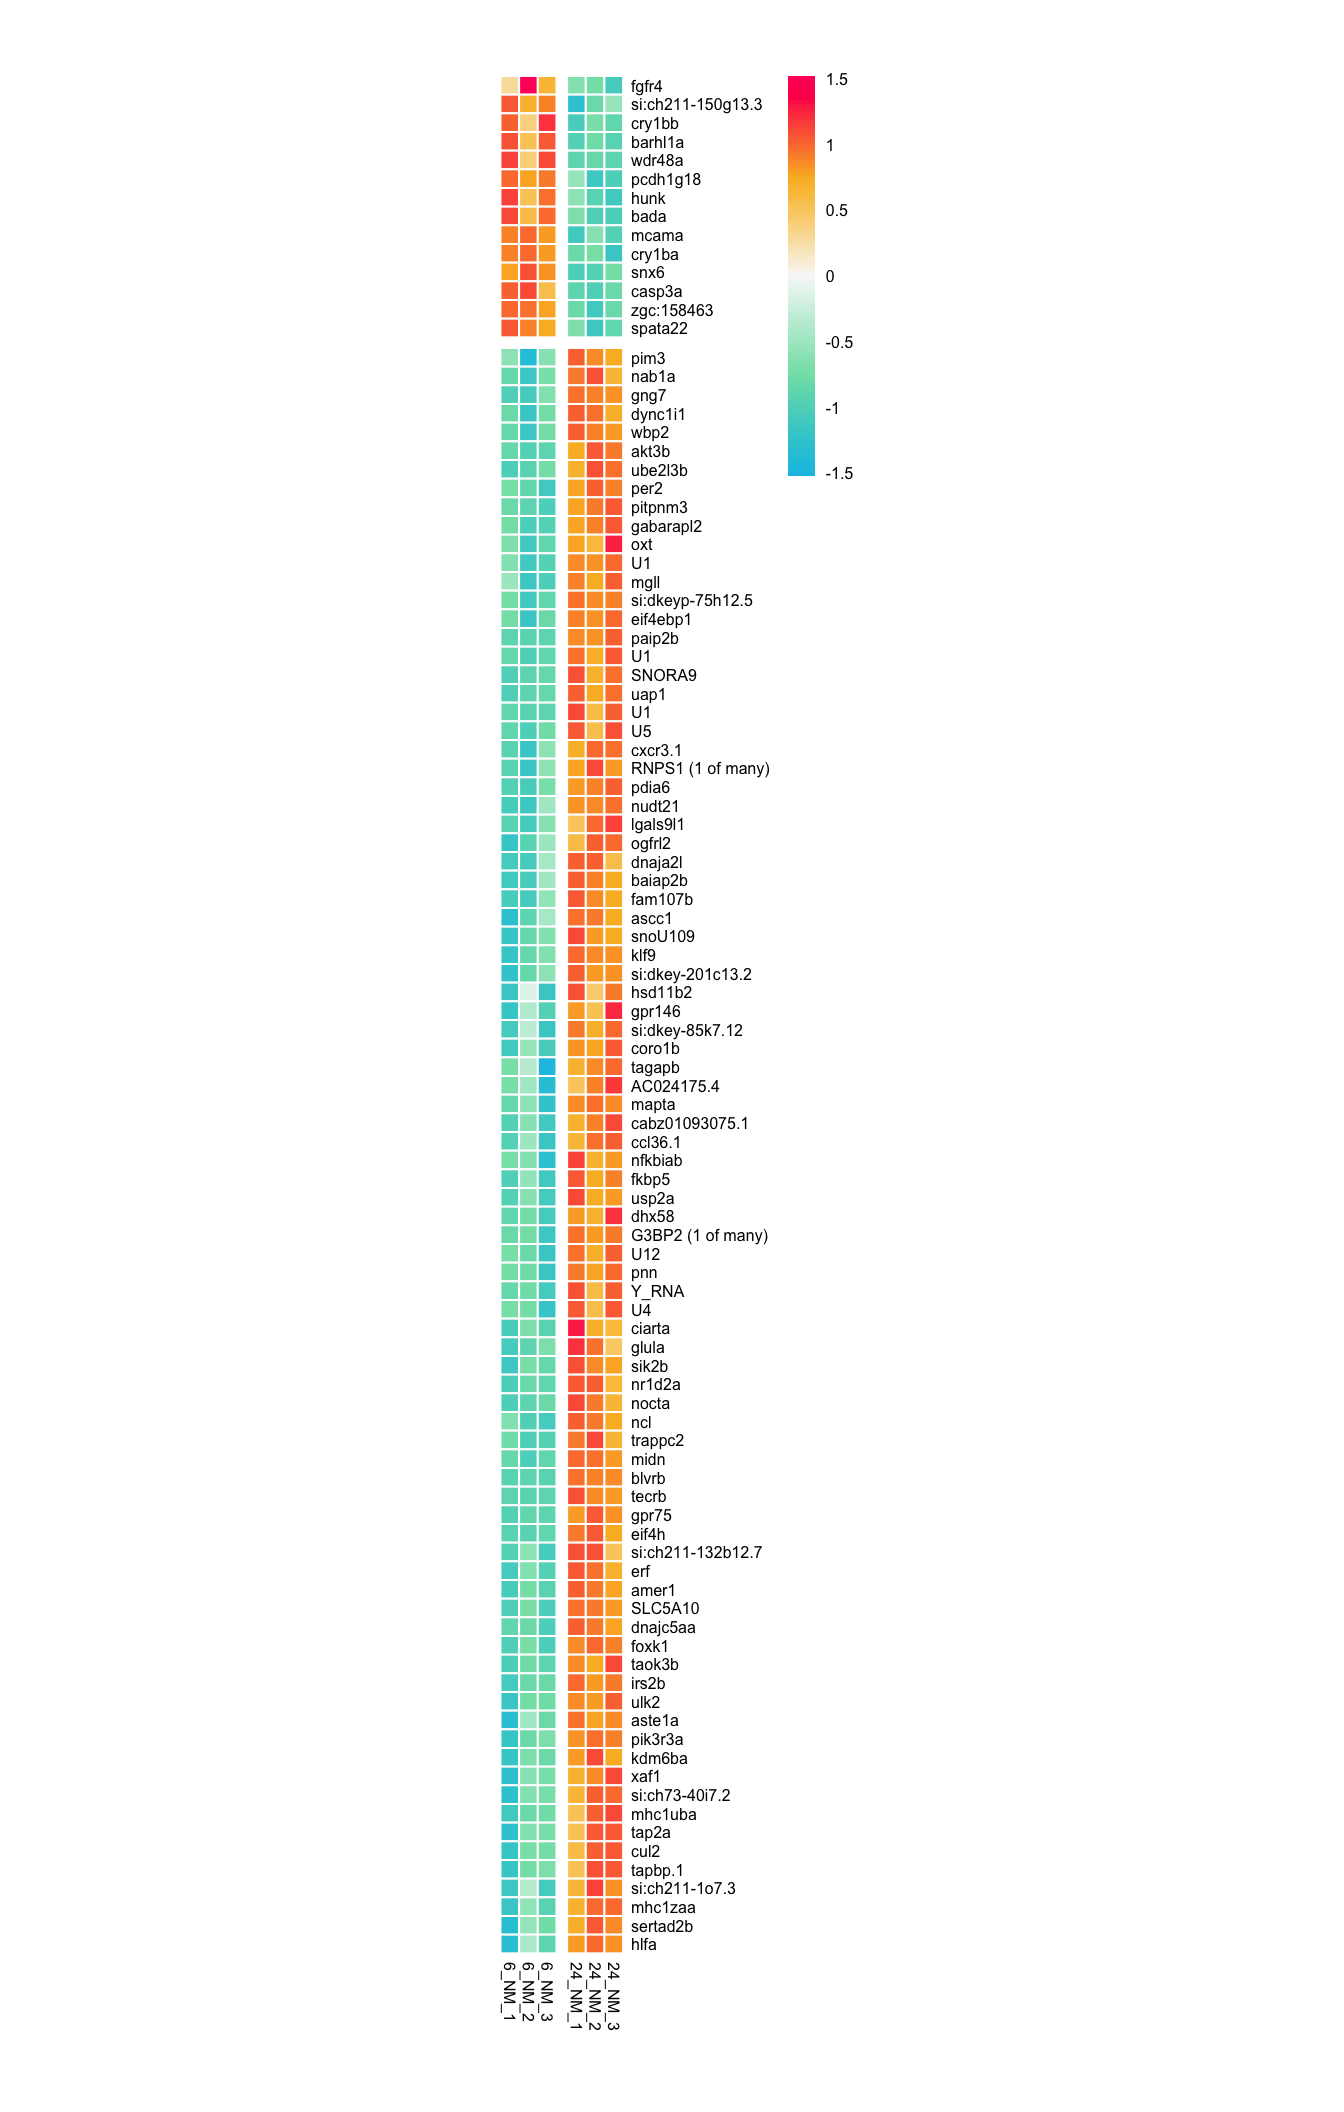 fgfr4
si:ch211-150g13.3
cry1bb
barhl1a
wdr48a
pcdh1g18
hunk
bada
mcama
cry1ba
snx6
casp3a
zgc:158463
spata22
pim3
nab1a
gng7
dync1i1
wbp2
akt3b
ube2l3b
per2
pitpnm3
gabarapl2
oxt
U1
mgll
si:dkeyp-75h12.5
eif4ebp1
paip2b
U1
SNORA9
uap1
U1
U5
cxcr3.1
RNPS1 (1 of many)
pdia6
nudt21
lgals9l1
ogfrl2
dnaja2l
baiap2b
fam107b
ascc1
snoU109
klf9
si:dkey-201c13.2
hsd11b2
gpr146
si:dkey-85k7.12
coro1b
tagapb
AC024175.4
mapta
cabz01093075.1
ccl36.1
nfkbiab
fkbp5
usp2a
dhx58
G3BP2 (1 of many)
U12
pnn
Y_RNA
U4
ciarta
glula
sik2b
nr1d2a
nocta
ncl
trappc2
midn
blvrb
tecrb
gpr75
eif4h
si:ch211-132b12.7
erf
amer1
SLC5A10
dnajc5aa
foxk1
taok3b
irs2b
ulk2
aste1a
pik3r3a
kdm6ba
xaf1
si:ch73-40i7.2
mhc1uba
tap2a
cul2
tapbp.1
si:ch211-1o7.3
mhc1zaa
sertad2b
hlfa
6_NM_1
6_NM_2
6_NM_3
24_NM_1
24_NM_2
24_NM_3
1.5
1
0.5
0
-0.5
-1
-1.5